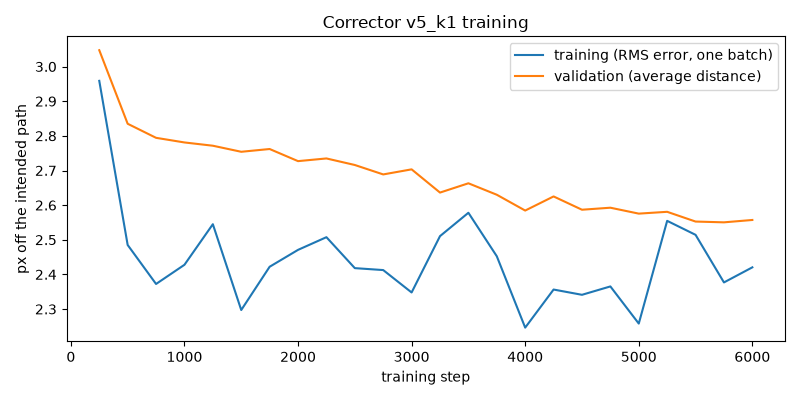 Corrector v5_k1 training
training (RMS error, one batch)
validation (average distance)
px off the intended path
3.0
2.9
2.8
2.7
2.6
2.5
2.4
2.3
0 1000 2000 3000 4000 5000 6000
training step